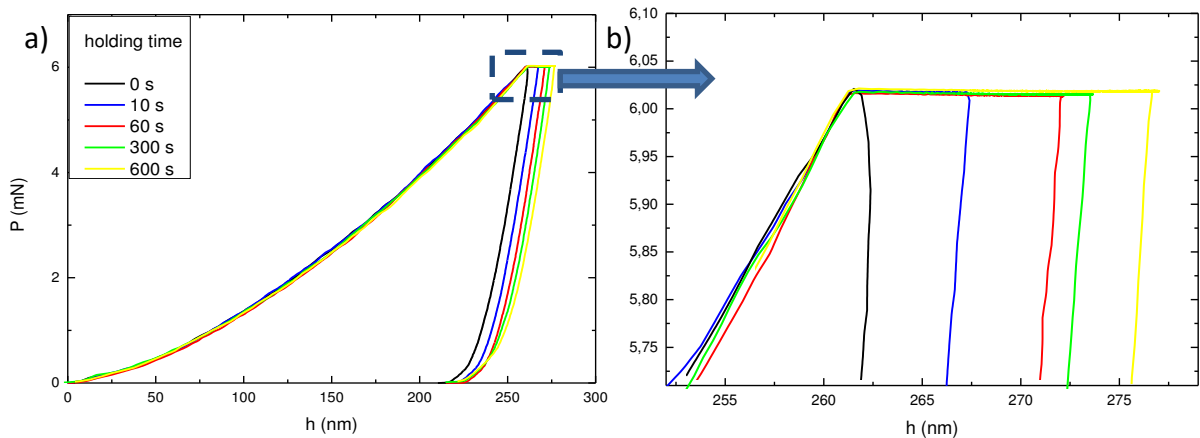 a)
holding time
0 s
10 s
60 s
300 s
600 s
6
4
2
0
P (mN)
0 50 100 150 200 250 300
h (nm)
b)
6,10
6,05
6,00
5,95
5,90
5,85
5,80
5,75
255 260 265 270 275
h (nm)